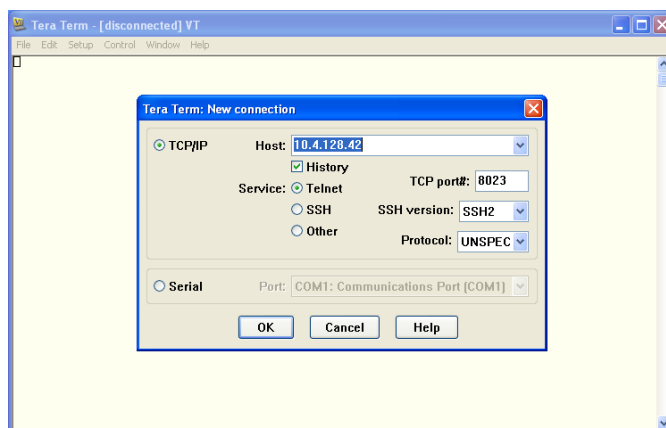 Tera Term - [disconnected] VT
File Edit Setup Control Window Help
Tera Term: New connection
TCP/IP
Host: 10.4.128.42
History
Service: Telnet
TCP port#: 8023
SSH
SSH version: SSH2
Other
Protocol: UNSPEC
Serial
Port: COM1: Communications Port (COM1)
OK Cancel Help